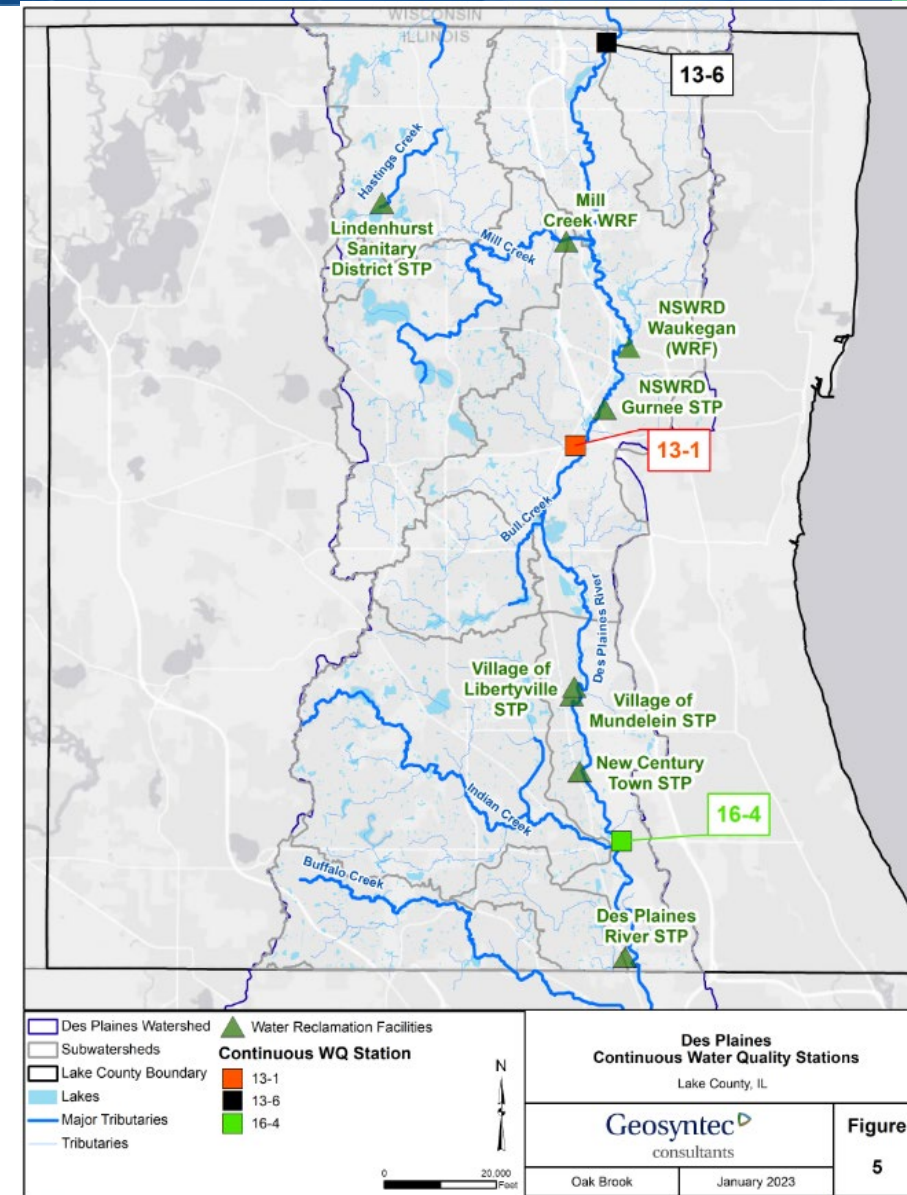 WISCONSIN
ILLINOIS
13-6
Hastings Creek
Lindenhurst
Sanitary
District STP
Mill
Creek WRF
Mill Creek
NSWRD
Waukegan
(WRF)
NSWRD
Gurnee STP
13-1
Bull Creek
Des Plaines River
Village of
Libertyville
STP
Village of
Mundelein STP
New Century
Town STP
Indian Creek
16-4
Buffalo Creek
Des Plaines
River STP
Des Plaines Watershed
Subwatersheds
Lake County Boundary
Lakes
Major Tributaries
Tributaries
Water Reclamation Facilities
Continuous WQ Station
13-1
13-6
16-4
N
0 20,000
Feet
Des Plaines
Continuous Water Quality Stations
Lake County, IL
Geosyntec
consultants
Oak Brook
January 2023
Figure
5